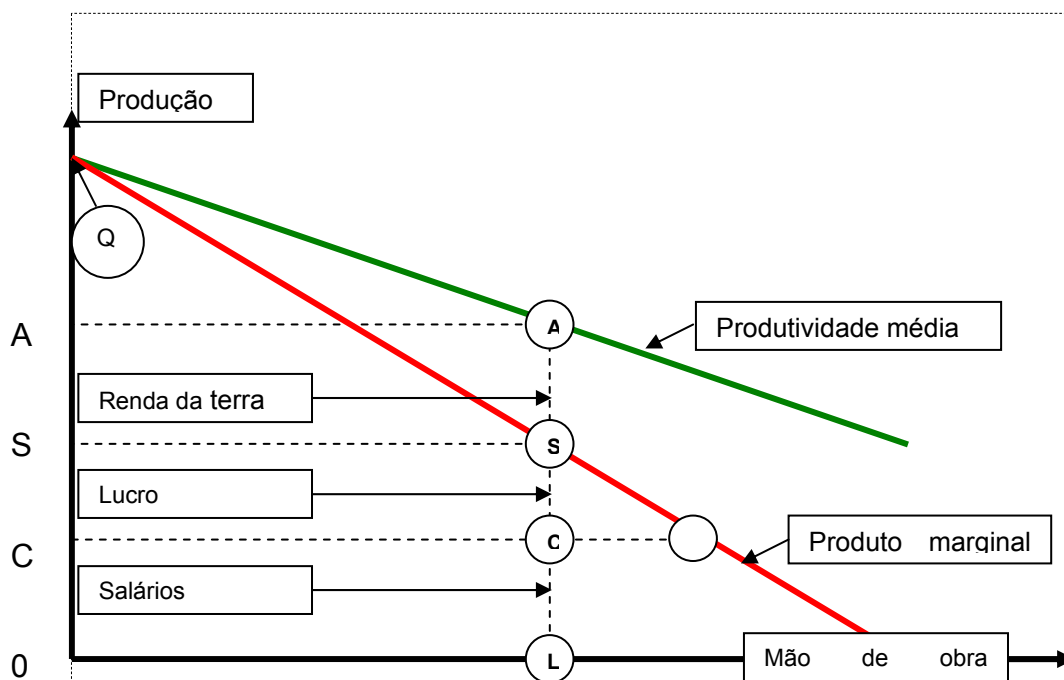 Produção
Q
A
A
Produtividade média
Renda da terra
S
S
Lucro
C
C
Produto marginal
Salários
0
L
Mão de obra